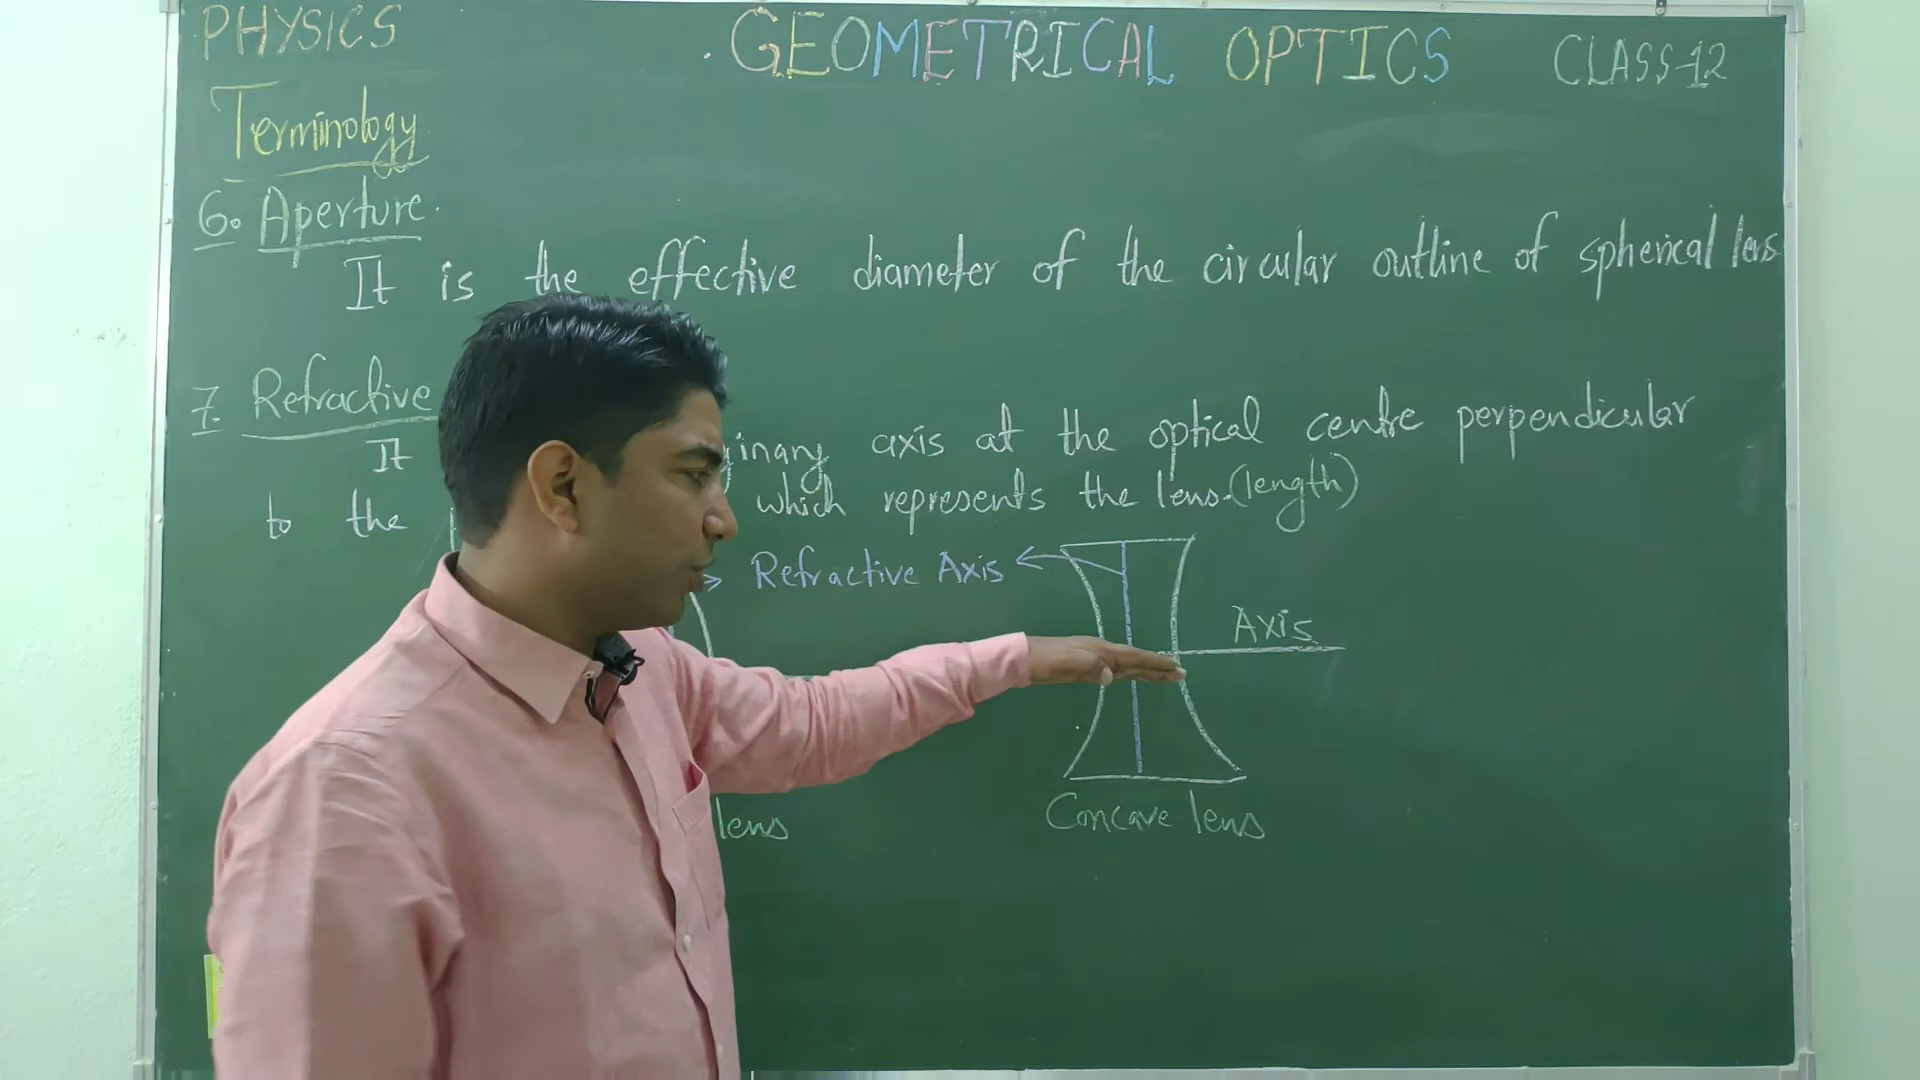 PHYSICS
GEOMETRICAL OPTICS
CLASS-12
Terminology
6. Aperture.
It is the effective diameter of the circular outline of spherical lens
7. Refractive
It axis at the optical centre perpendicular
to the which represents the lens.(length)
Refractive Axis
Axis
lens
Concave lens